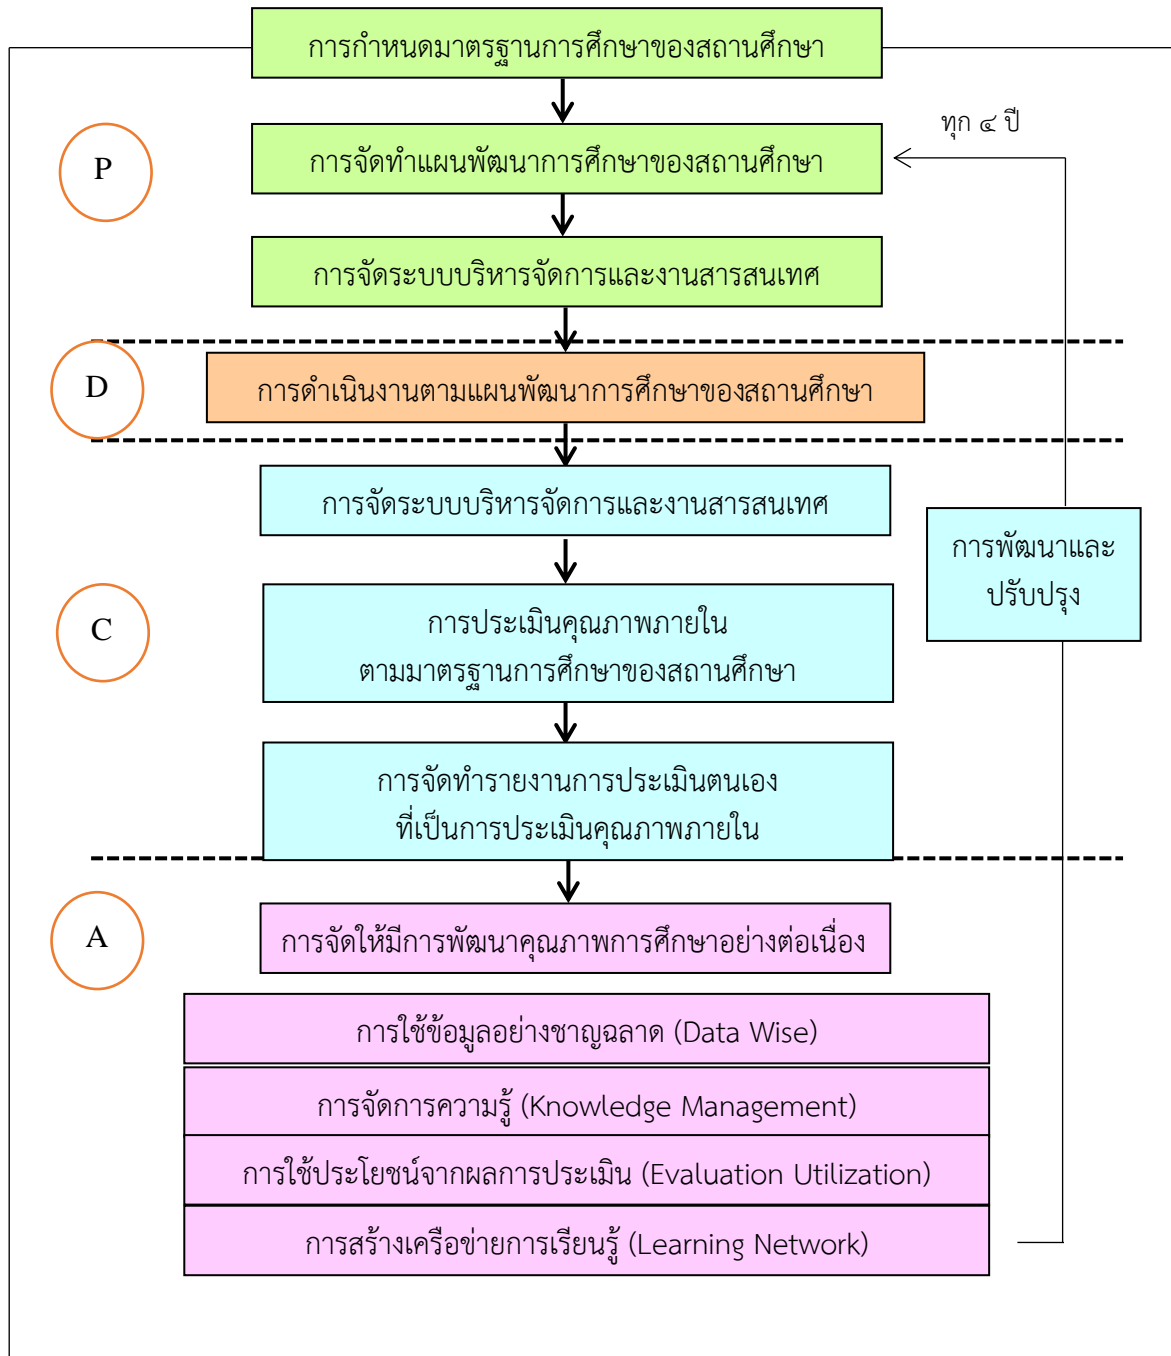 การกำหนดมาตรฐานการศึกษาของสถานศึกษา
ทุก ๔ ปี
P
การจัดทำแผนพัฒนาการศึกษาของสถานศึกษา
การจัดระบบบริหารจัดการและงานสารสนเทศ
D
การดำเนินงานตามแผนพัฒนาการศึกษาของสถานศึกษา
การจัดระบบบริหารจัดการและงานสารสนเทศ
การพัฒนาและ
ปรับปรุง
C
การประเมินคุณภาพภายใน
ตามมาตรฐานการศึกษาของสถานศึกษา
การจัดทำรายงานการประเมินตนเอง
ที่เป็นการประเมินคุณภาพภายใน
A
การจัดให้มีการพัฒนาคุณภาพการศึกษาอย่างต่อเนื่อง
การใช้ข้อมูลอย่างชาญฉลาด (Data Wise)
การจัดการความรู้ (Knowledge Management)
การใช้ประโยชน์จากผลการประเมิน (Evaluation Utilization)
การสร้างเครือข่ายการเรียนรู้ (Learning Network)